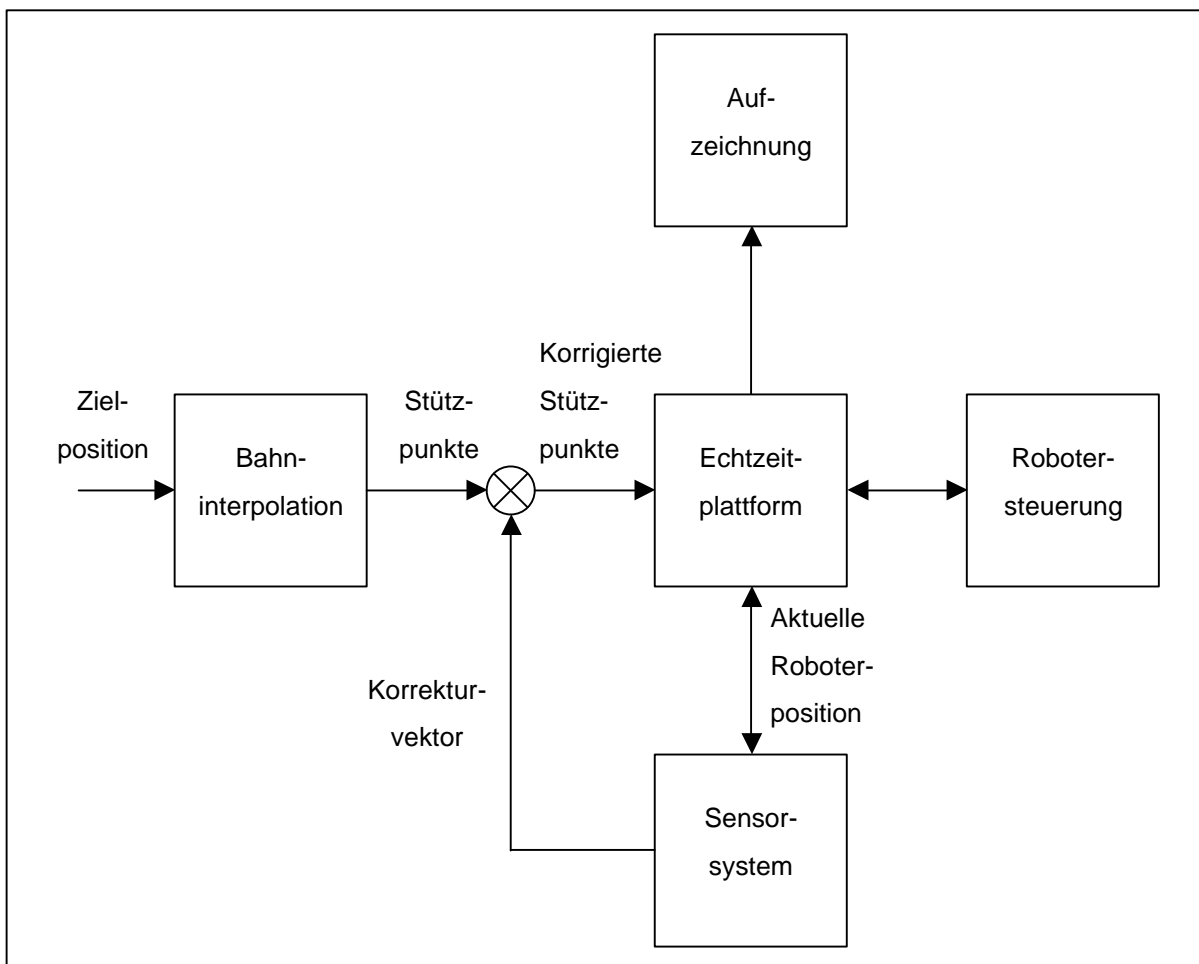 Auf-
zeichnung
Ziel-
position
Bahn-
interpolation
Stütz-
punkte
Korrigierte
Stütz-
punkte
Echtzeit-
plattform
Roboter-
steuerung
Aktuelle
Roboter-
position
Korrektur-
vektor
Sensor-
system